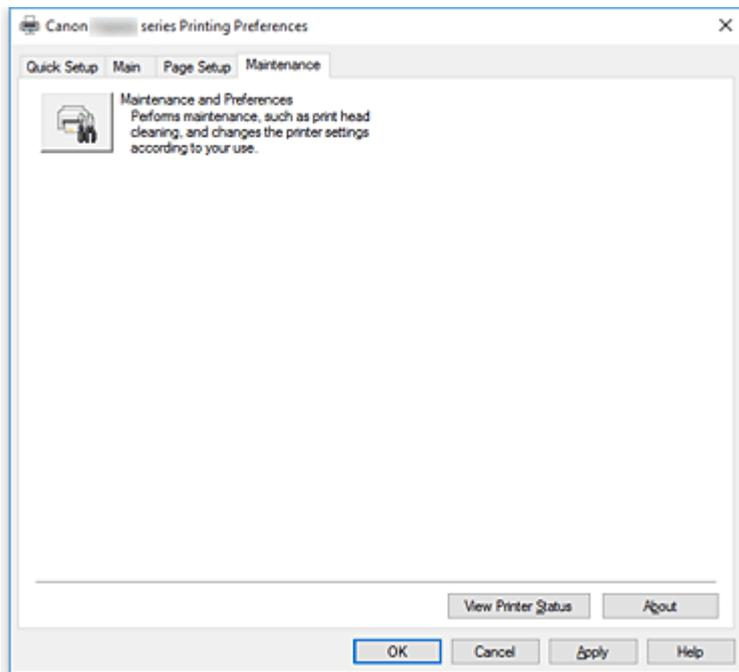 Canon series Printing Preferences
Quick Setup Main Page Setup Maintenance
Maintenance and Preferences
Performs maintenance, such as print head
cleaning, and changes the printer settings
according to your use.
View Printer Status About
OK Cancel Apply Help